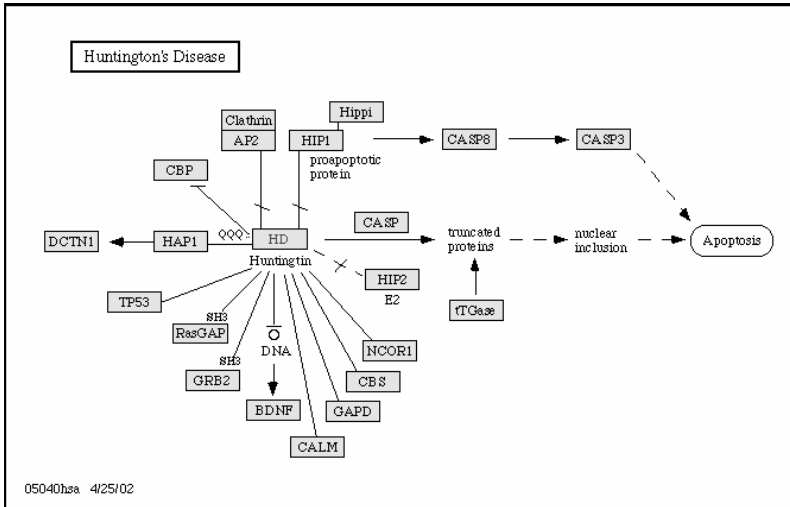 Huntington's Disease
Hippi
Clathrin
AP2
HIP1
CASP8
CASP3
proapoptotic
protein
CBP
QQQ..
HD
CASP
DCTN1
HAP1
Huntingtin
truncated
proteins
nuclear
inclusion
Apoptosis
HIP2
E2
TP53
tTGase
SH3
RasGAP
DNA
NCOR1
SH3
GRB2
CBS
BDNF
GAPD
CALM
05040hsa 4/25/02